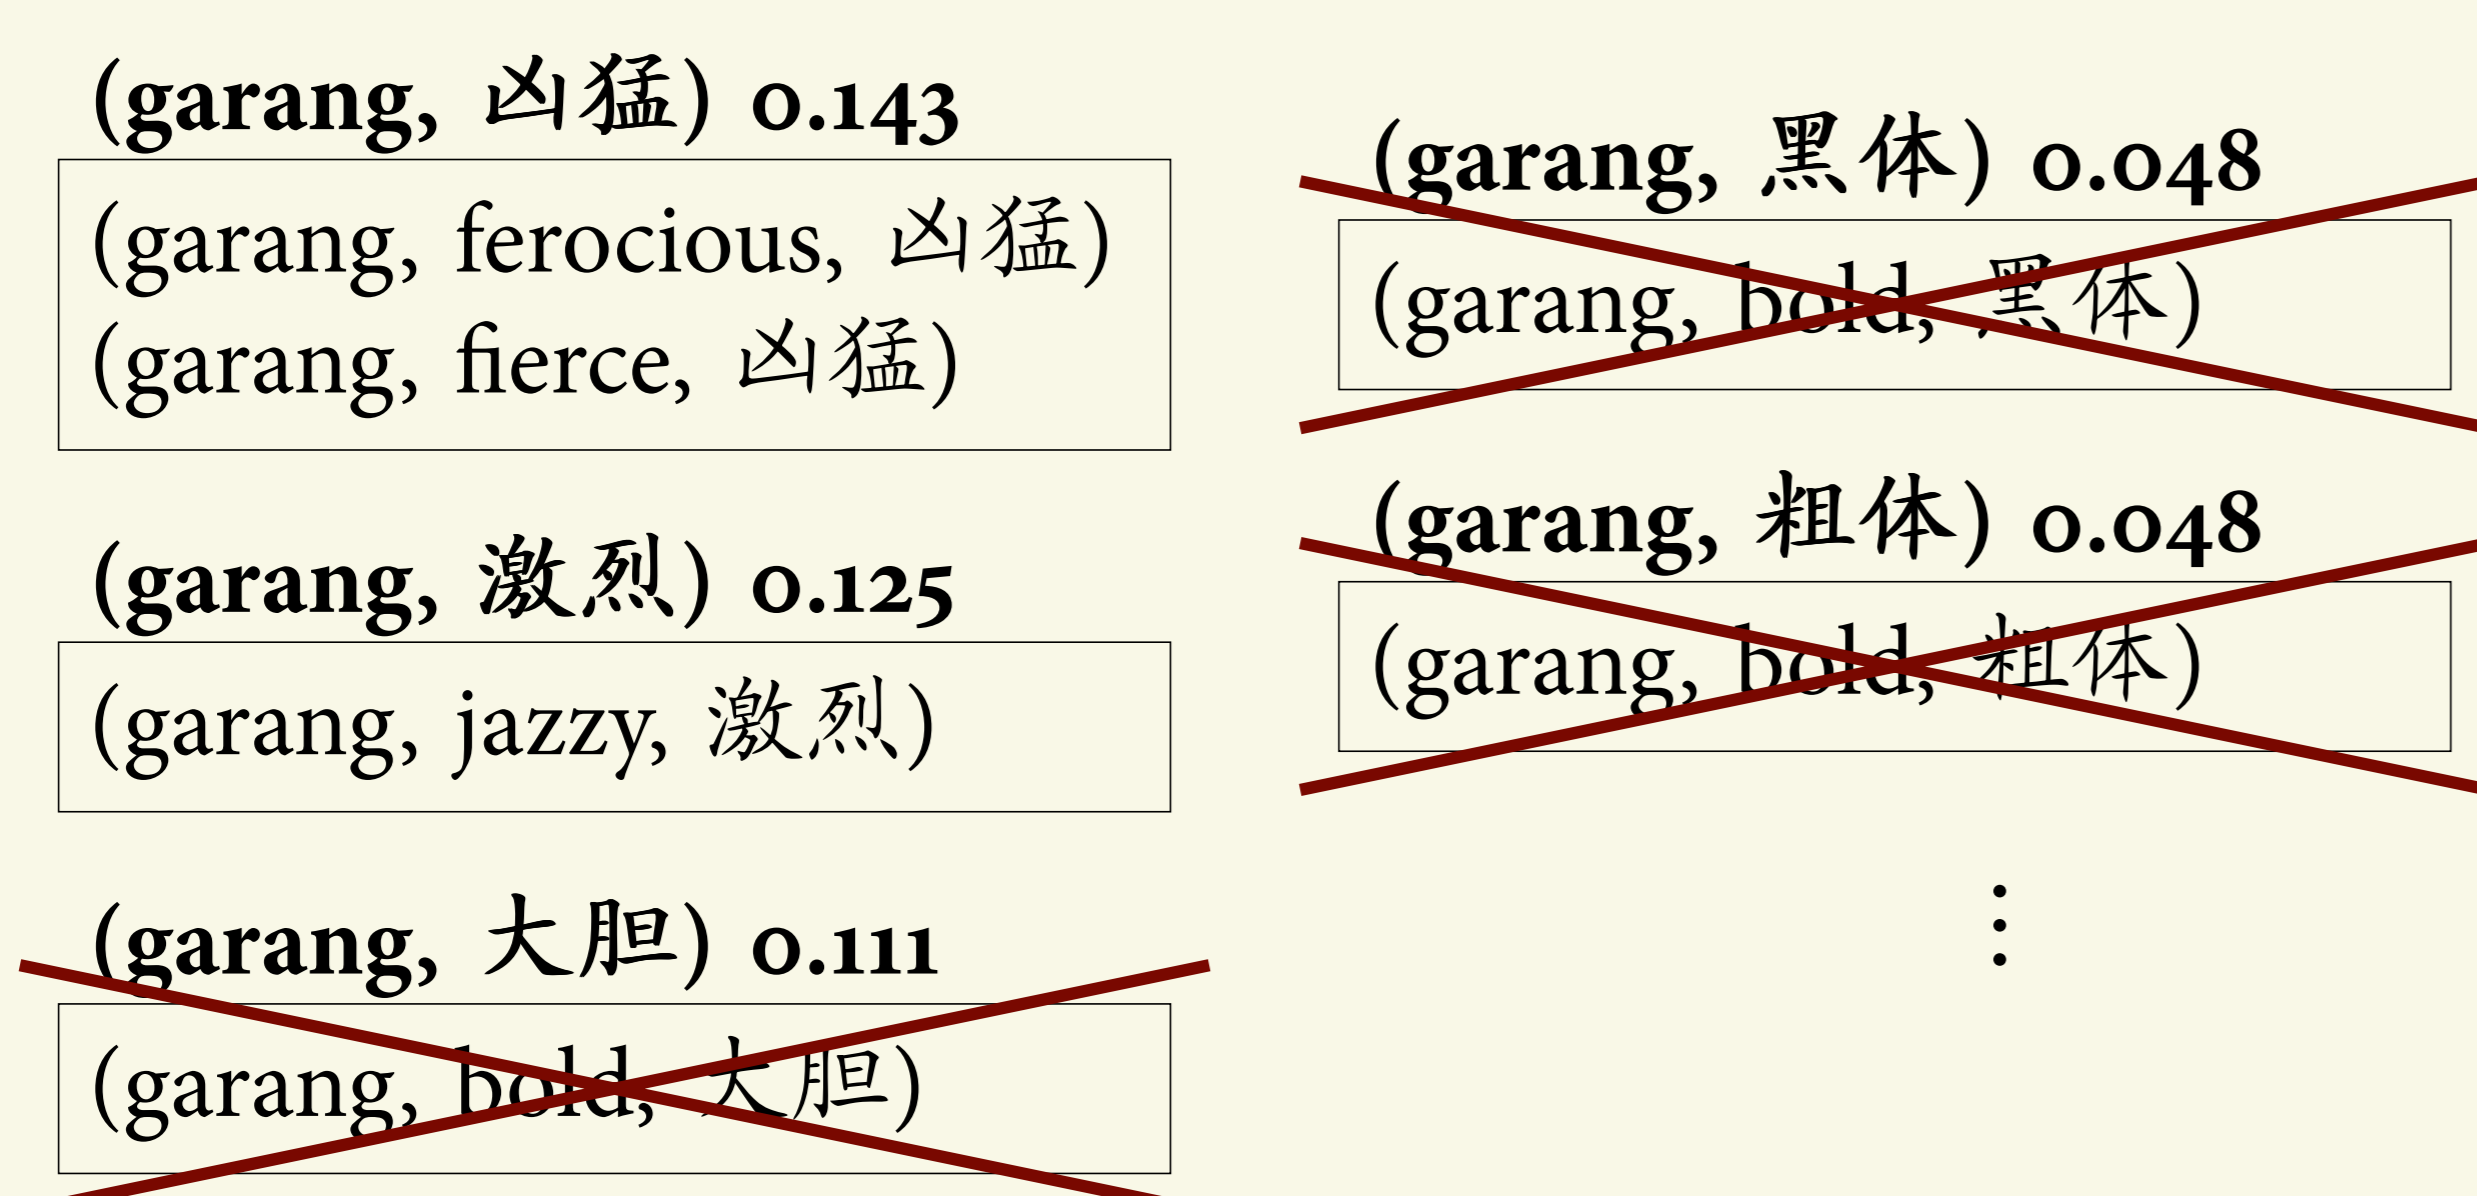 (garang, 凶猛) 0.143
(garang, ferocious, 凶猛)
(garang, fierce, 凶猛)
(garang, 激烈) 0.125
(garang, jazzy, 激烈)
(garang, 大胆) 0.111
(garang, bold, 大胆)
(garang, 黑体) 0.048
(garang, bold, 黑体)
(garang, 粗体) 0.048
(garang, bold, 粗体)
⋮